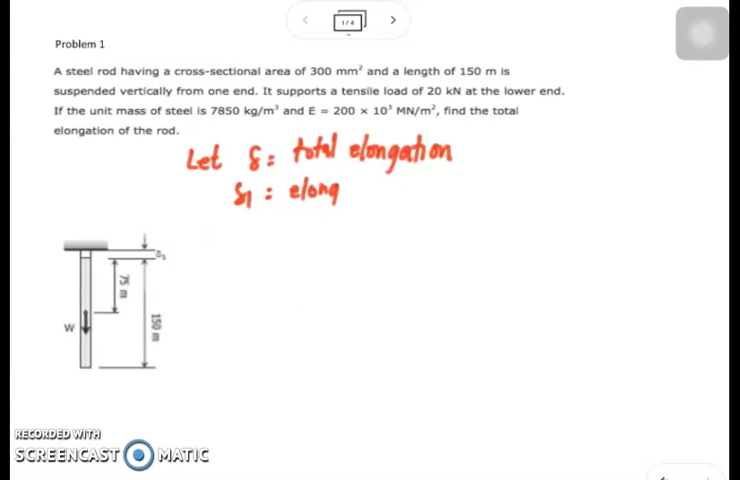 1/4
Problem 1
A steel rod having a cross-sectional area of 300 mm² and a length of 150 m is
suspended vertically from one end. It supports a tensile load of 20 kN at the lower end.
If the unit mass of steel is 7850 kg/m³ and E = 200 × 10³ MN/m², find the total
elongation of the rod.
Let δ = total elongation
δ1 = elong
δ₁
75 m
W
150 m
RECORDED WITH
SCREENCAST MATIC